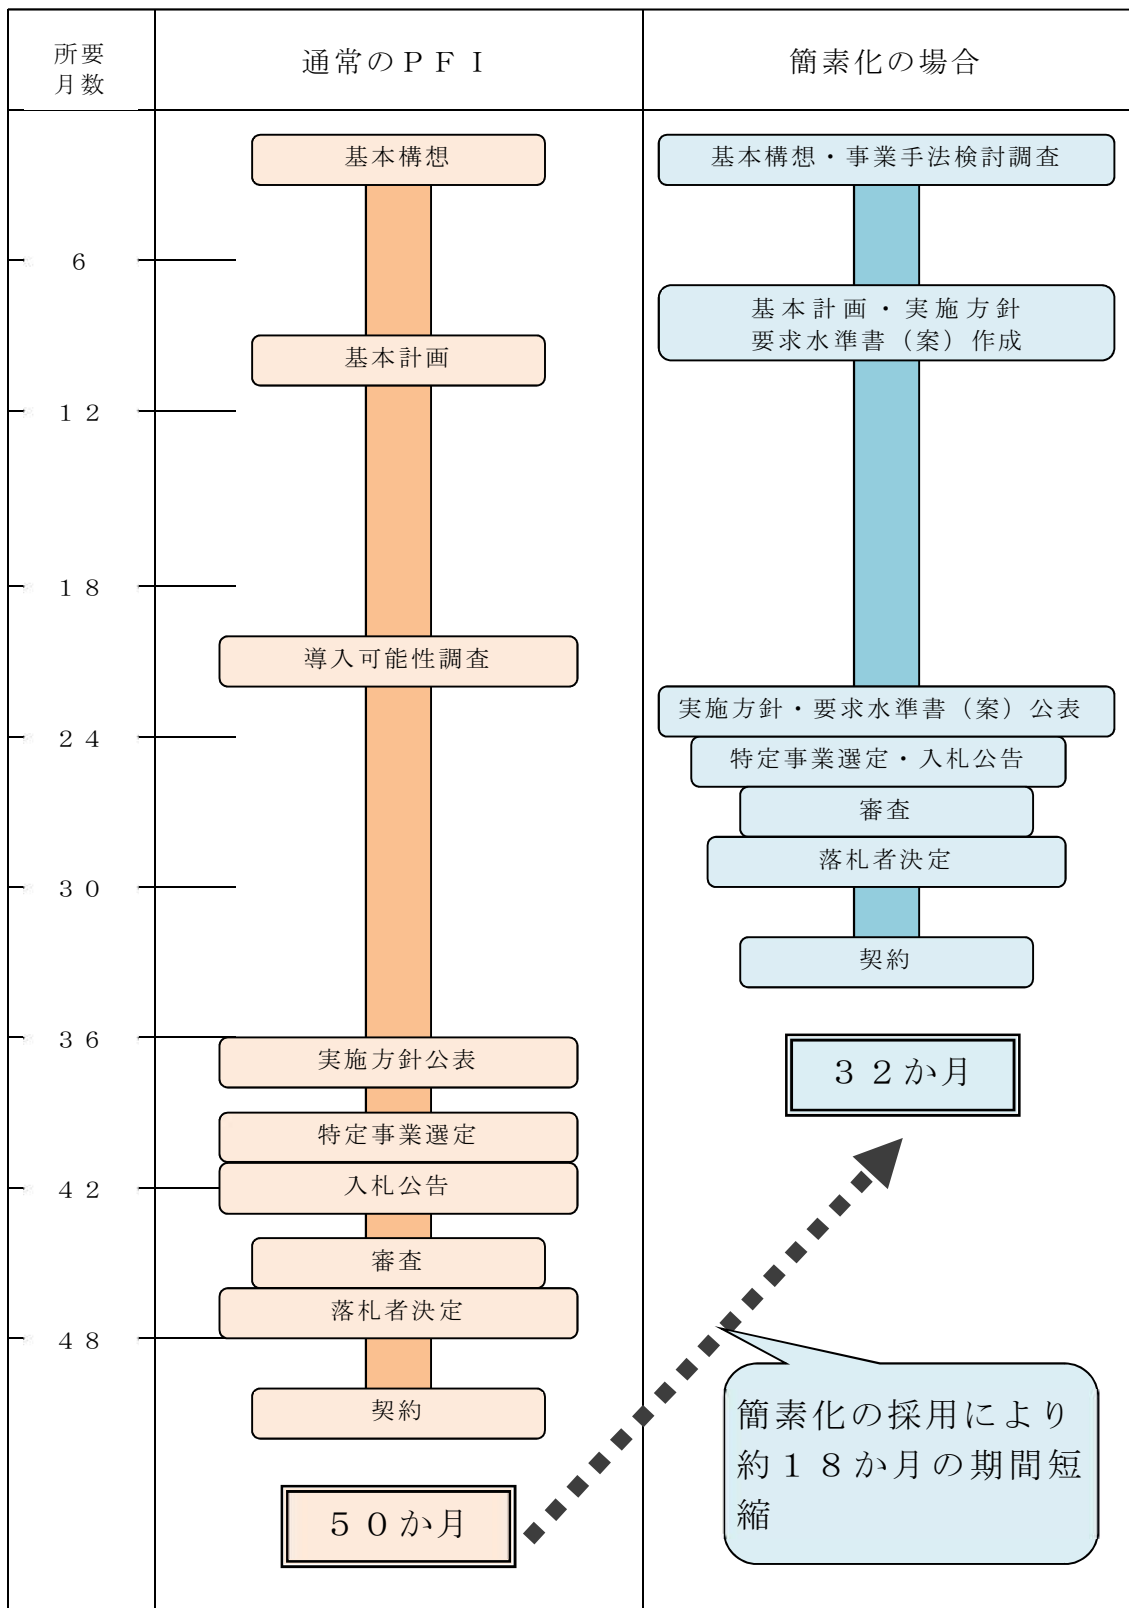 所要
月数
通常のＰＦＩ
簡素化の場合
基本構想
基本構想・事業手法検討調査
６
基本計画・実施方針
要求水準書（案）作成
基本計画
１２
１８
導入可能性調査
実施方針・要求水準書（案）公表
２４
特定事業選定・入札公告
審査
落札者決定
３０
契約
３６
実施方針公表
３２か月
特定事業選定
入札公告
４２
審査
落札者決定
４８
契約
簡素化の採用により
約１８か月の期間短
縮
５０か月